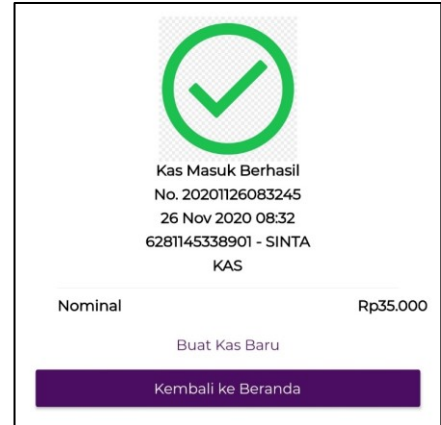 Kas Masuk Berhasil
No. 20201126083245
26 Nov 2020 08:32
6281145338901 - SINTA
KAS
Nominal Rp35.000
Buat Kas Baru
Kembali ke Beranda